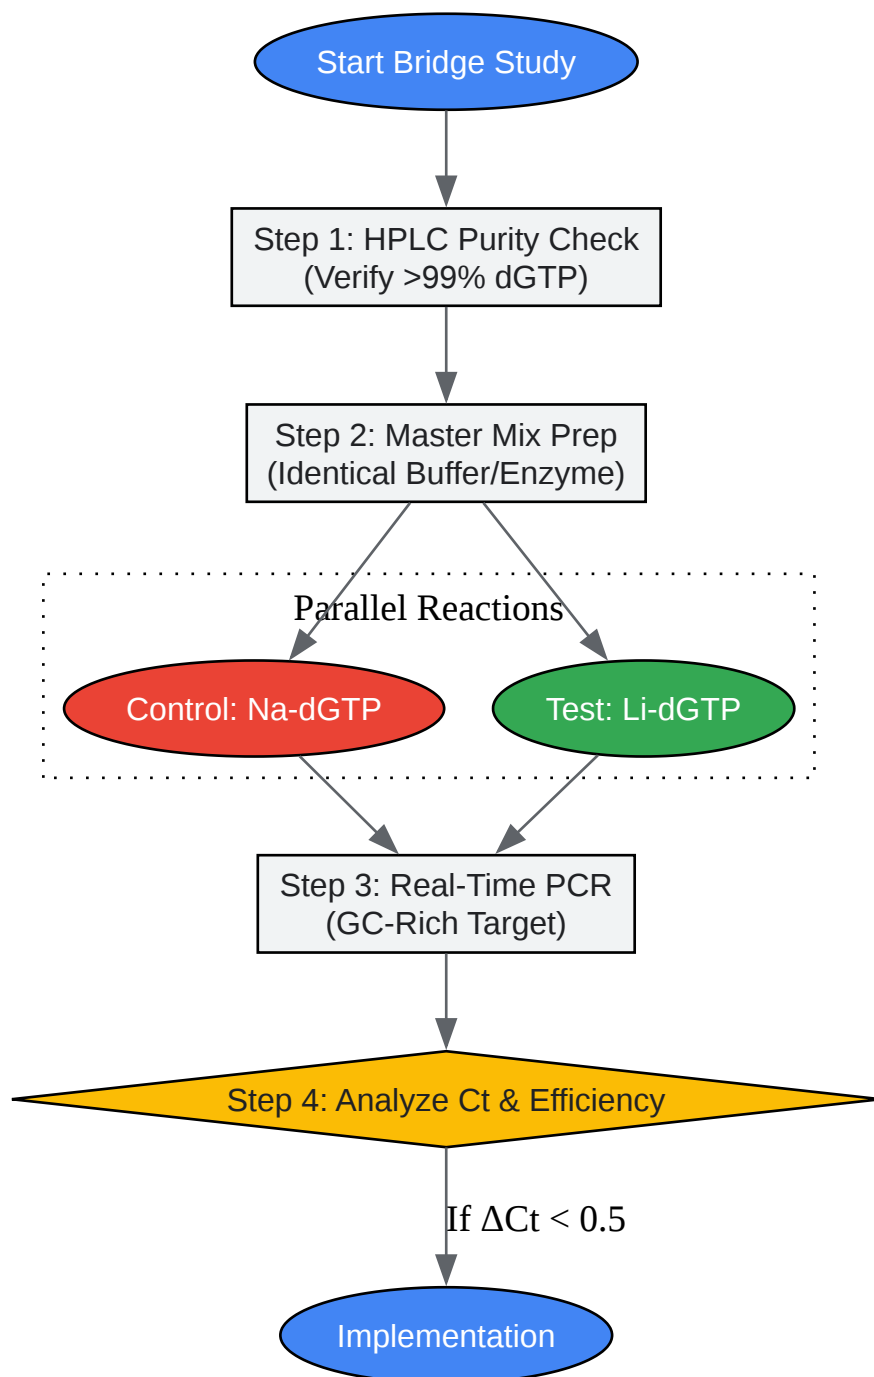 Start Bridge Study
Step 1: HPLC Purity Check
(Verify >99% dGTP)
Step 2: Master Mix Prep
(Identical Buffer/Enzyme)
Parallel Reactions
Control: Na-dGTP
Test: Li-dGTP
Step 3: Real-Time PCR
(GC-Rich Target)
Step 4: Analyze Ct & Efficiency
If ΔCt < 0.5
Implementation